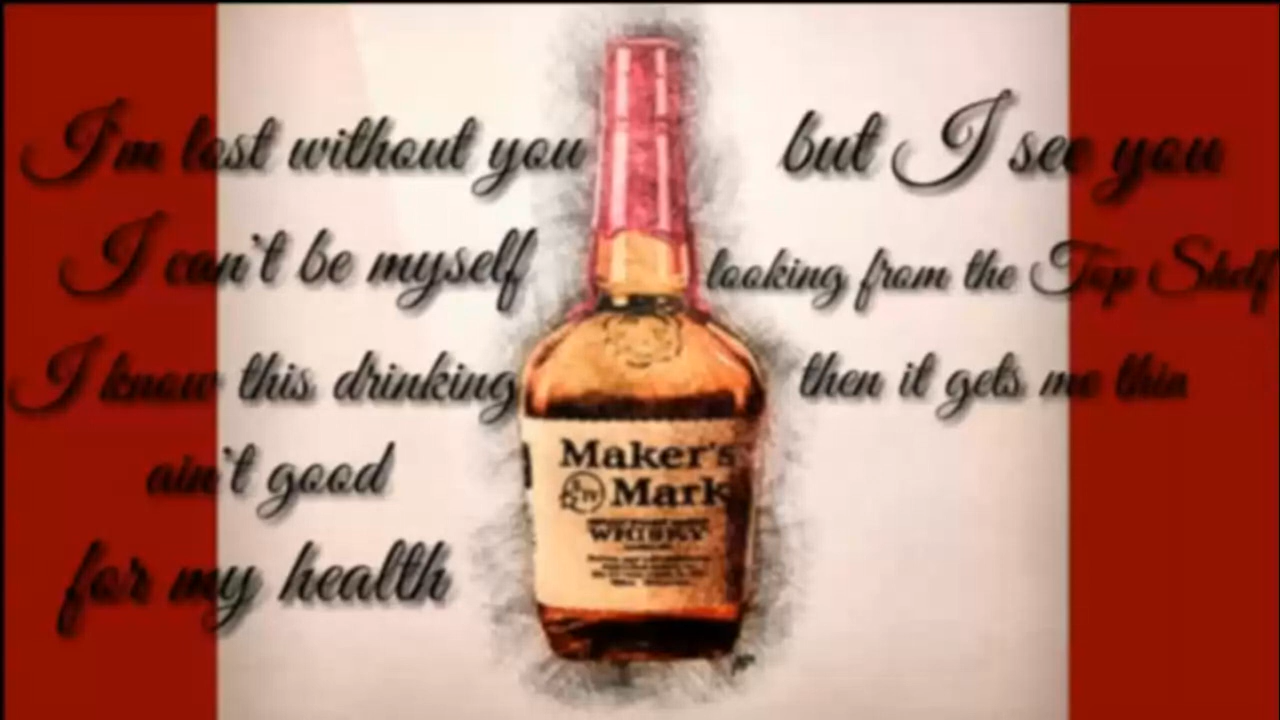 I'm lost without you
I can't be myself
I know this drinking
ain't good
for my health
but I see you
looking from the Top Shelf
then it gets me thin
Maker's
Mark
WHISKY